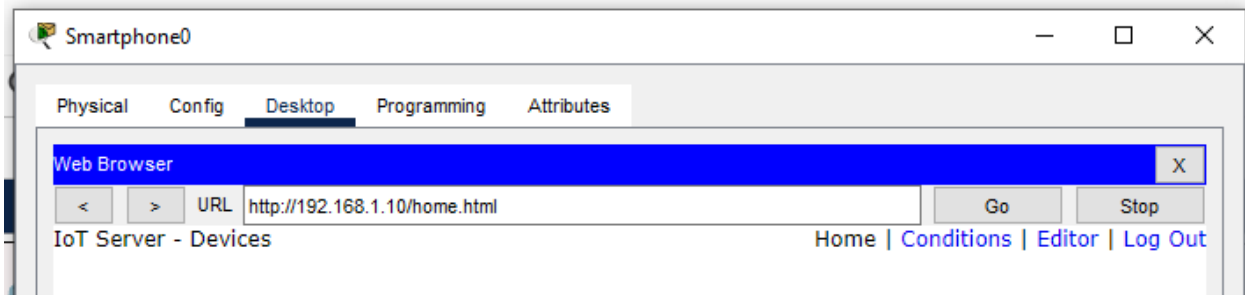 Smartphone0
Physical Config Desktop Programming Attributes
Web Browser X
< > URL http://192.168.1.10/home.html Go Stop
IoT Server - Devices Home | Conditions | Editor | Log Out